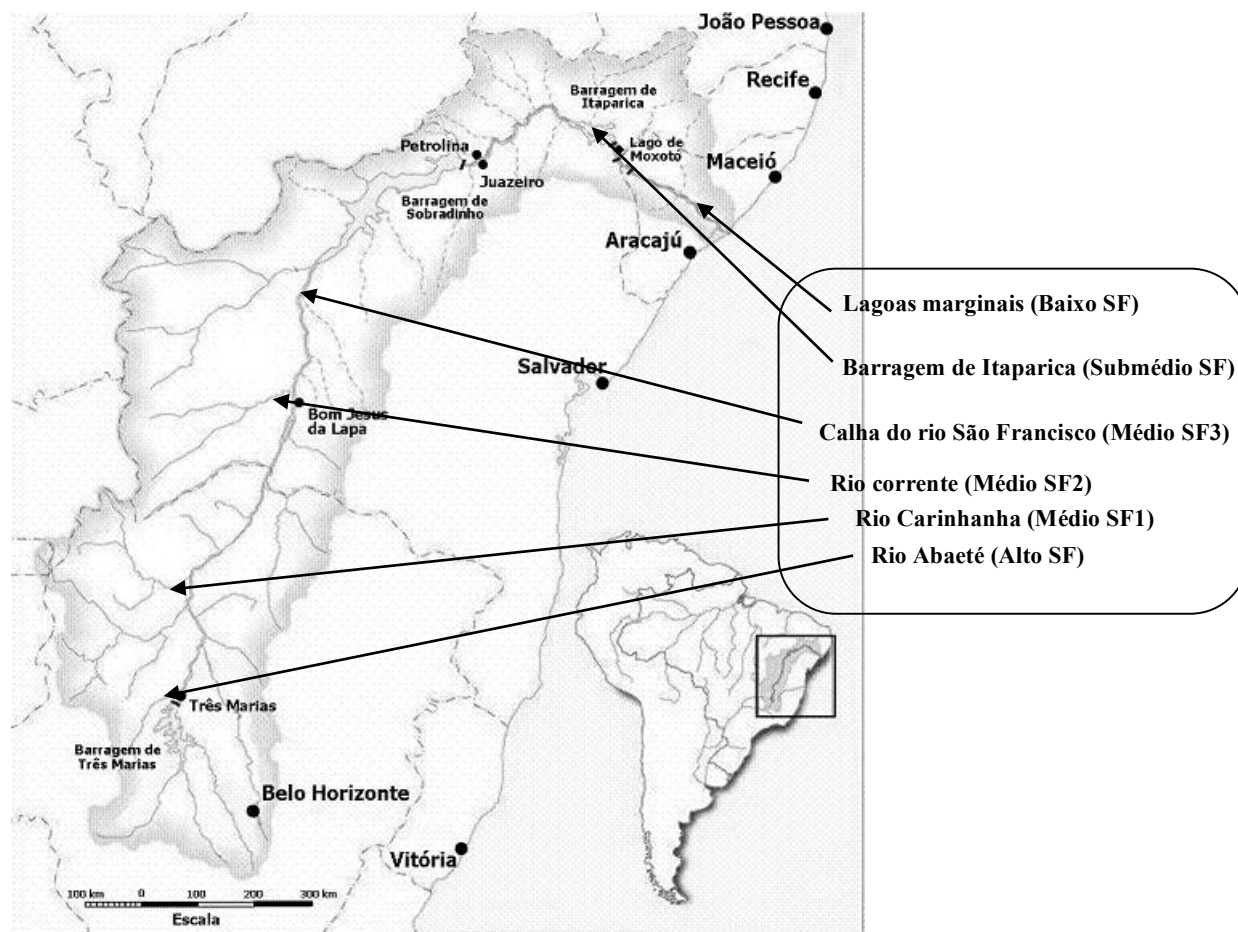 João Pessoa
Recife
Barragem de
Itaparica
Lago de
Moxotó
Petrolina
Juazeiro
Maceió
Barragem de
Sobradinho
Aracajú
Lagoas marginais (Baixo SF)
Barragem de Itaparica (Submédio SF)
Salvador
Calha do rio São Francisco (Médio SF3)
Bom Jesus
da Lapa
Rio corrente (Médio SF2)
Rio Carinhanha (Médio SF1)
Rio Abaeté (Alto SF)
Três Marias
Barragem de
Três Marias
Belo Horizonte
Vitória
100 km 0 100 200 300 km
Escala